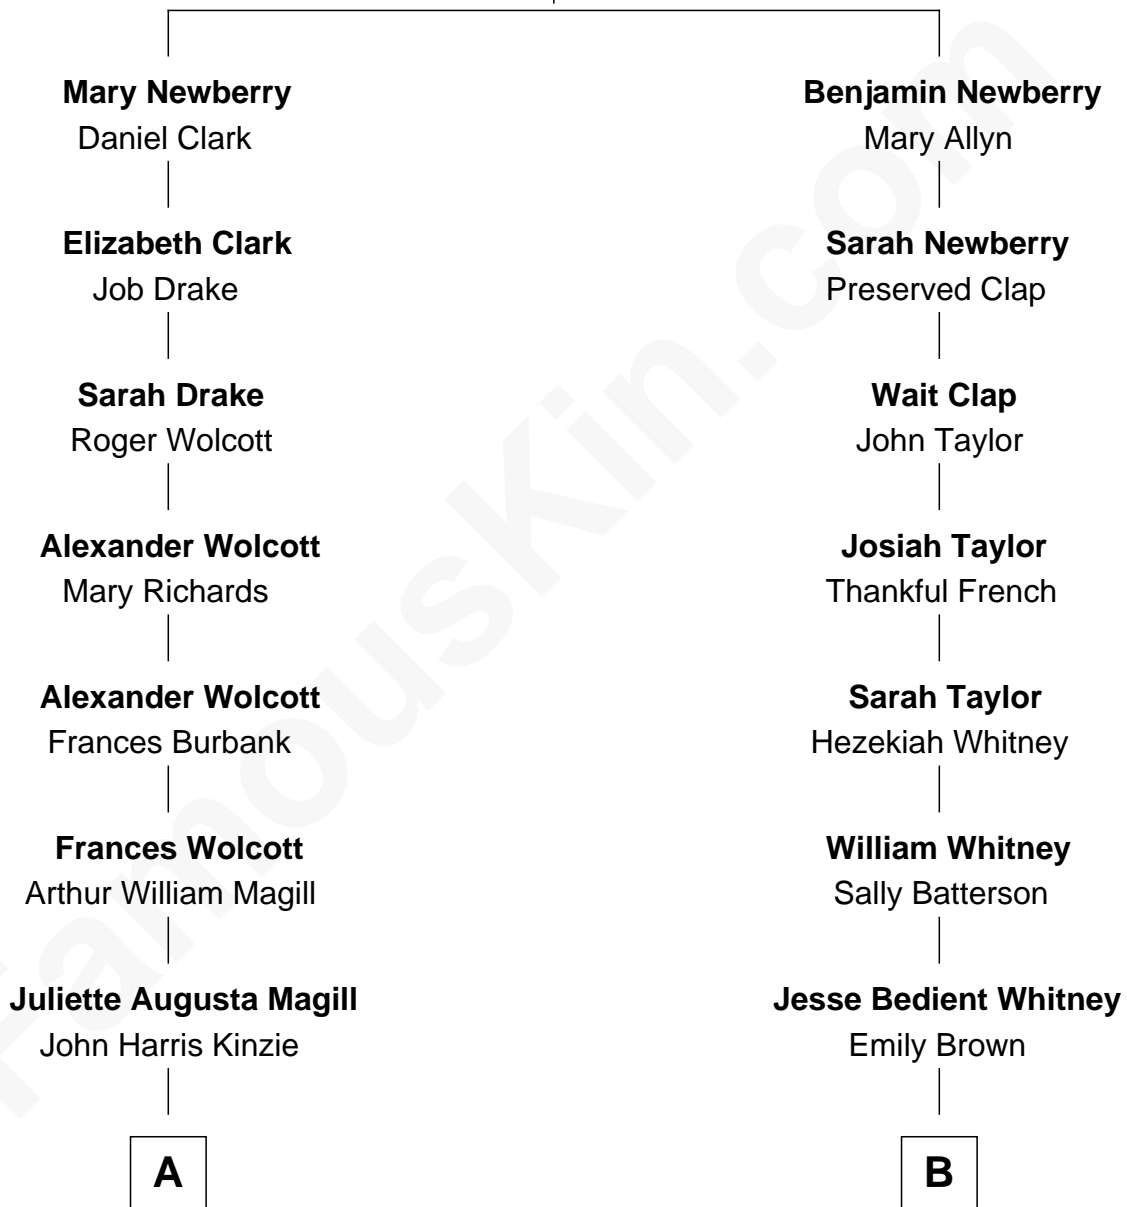 Mary Newberry
Daniel Clark
Elizabeth Clark
Job Drake
Sarah Drake
Roger Wolcott
Alexander Wolcott
Mary Richards
Alexander Wolcott
Frances Burbank
Frances Wolcott
Arthur William Magill
Juliette Augusta Magill
John Harris Kinzie
A
Benjamin Newberry
Mary Allyn
Sarah Newberry
Preserved Clap
Wait Clap
John Taylor
Josiah Taylor
Thankful French
Sarah Taylor
Hezekiah Whitney
William Whitney
Sally Batterson
Jesse Bedient Whitney
Emily Brown
B
FamousKin.com